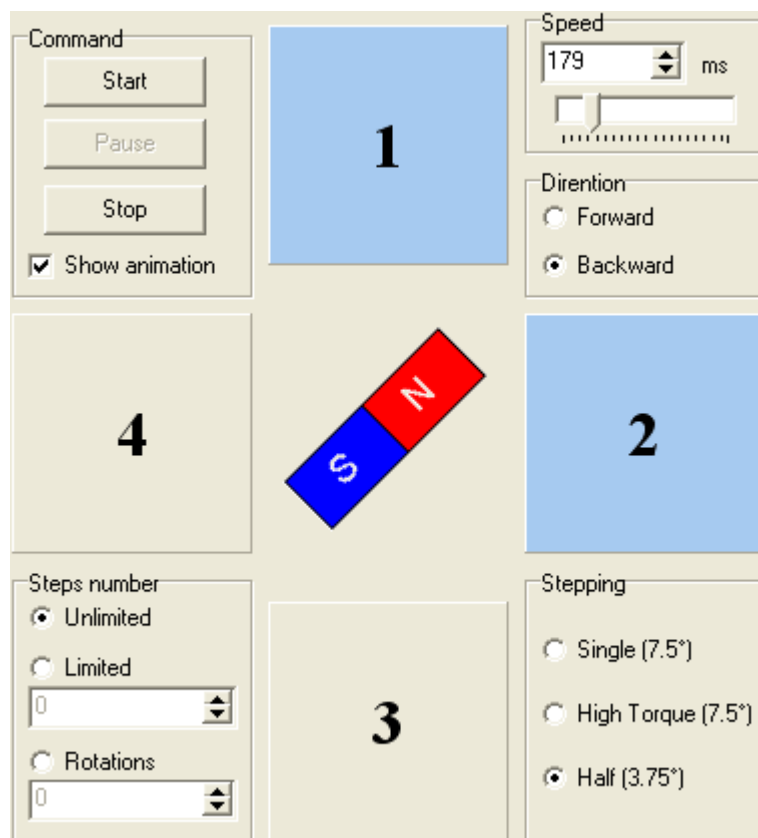 Command
Start
Pause
Stop
Show animation
1
Speed
179
ms
Dirention
Forward
Backward
4
N
S
2
Steps number
Unlimited
Limited
0
Rotations
0
3
Stepping
Single (7.5°)
High Torque (7.5°)
Half (3.75°)